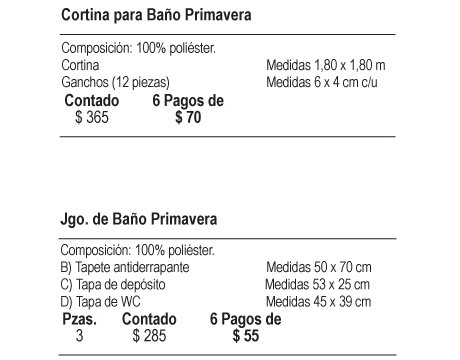 Cortina para Baño Primavera
Composición: 100% poliéster.
Cortina Medidas 1,80 x 1,80 m
Ganchos (12 piezas) Medidas 6 x 4 cm c/u
Contado 6 Pagos de
$ 365 $ 70
Jgo. de Baño Primavera
Composición: 100% poliéster.
B) Tapete antiderrapante Medidas 50 x 70 cm
C) Tapa de depósito Medidas 53 x 25 cm
D) Tapa de WC Medidas 45 x 39 cm
Pzas. Contado 6 Pagos de
3 $ 285 $ 55